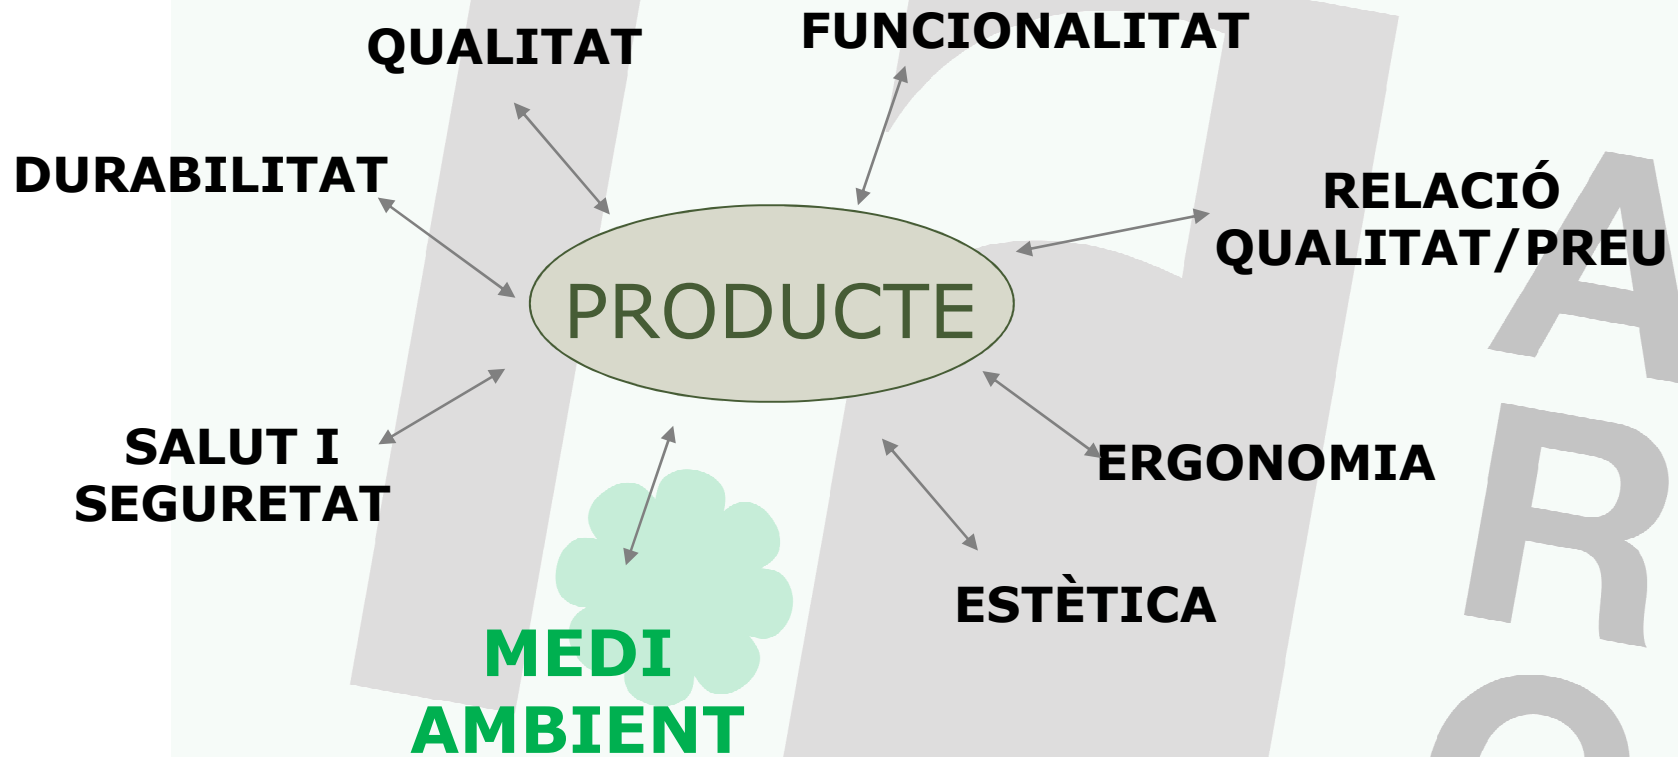 QUALITAT
FUNCIONALITAT
DURABILITAT
RELACIÓ
QUALITAT/PREU
PRODUCTE
SALUT I
SEGURETAT
ERGONOMIA
ESTÈTICA
MEDI
AMBIENT
A
R